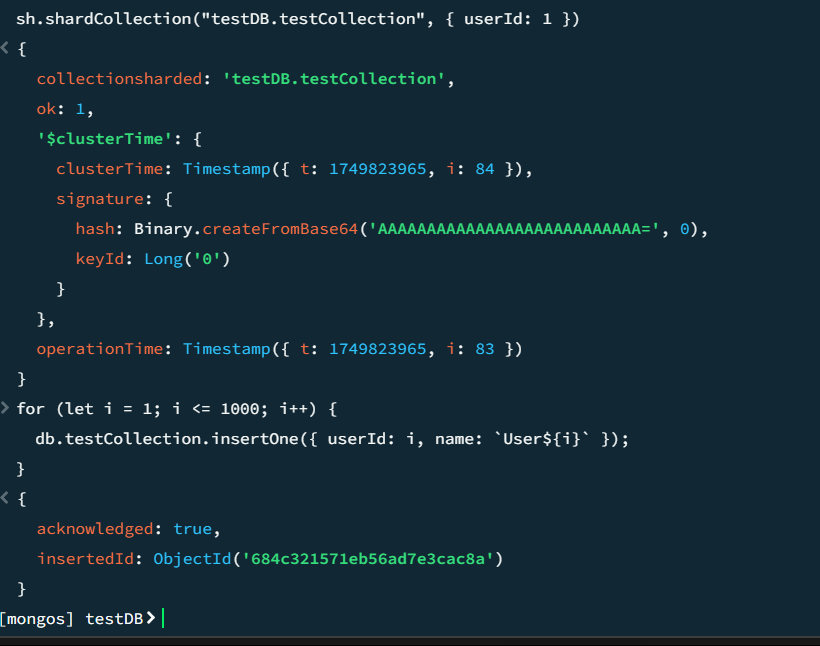 sh.shardCollection("testDB.testCollection", { userId: 1 })
{
collectionsharded: 'testDB.testCollection',
ok: 1,
'$clusterTime': {
clusterTime: Timestamp({ t: 1749823965, i: 84 }),
signature: {
hash: Binary.createFromBase64('AAAAAAAAAAAAAAAAAAAAAAAAAAA=', 0),
keyId: Long('0')
}
},
operationTime: Timestamp({ t: 1749823965, i: 83 })
}
for (let i = 1; i <= 1000; i++) {
db.testCollection.insertOne({ userId: i, name: `User${i}` });
}
{
acknowledged: true,
insertedId: ObjectId('684c321571eb56ad7e3cac8a')
}
[mongos] testDB>